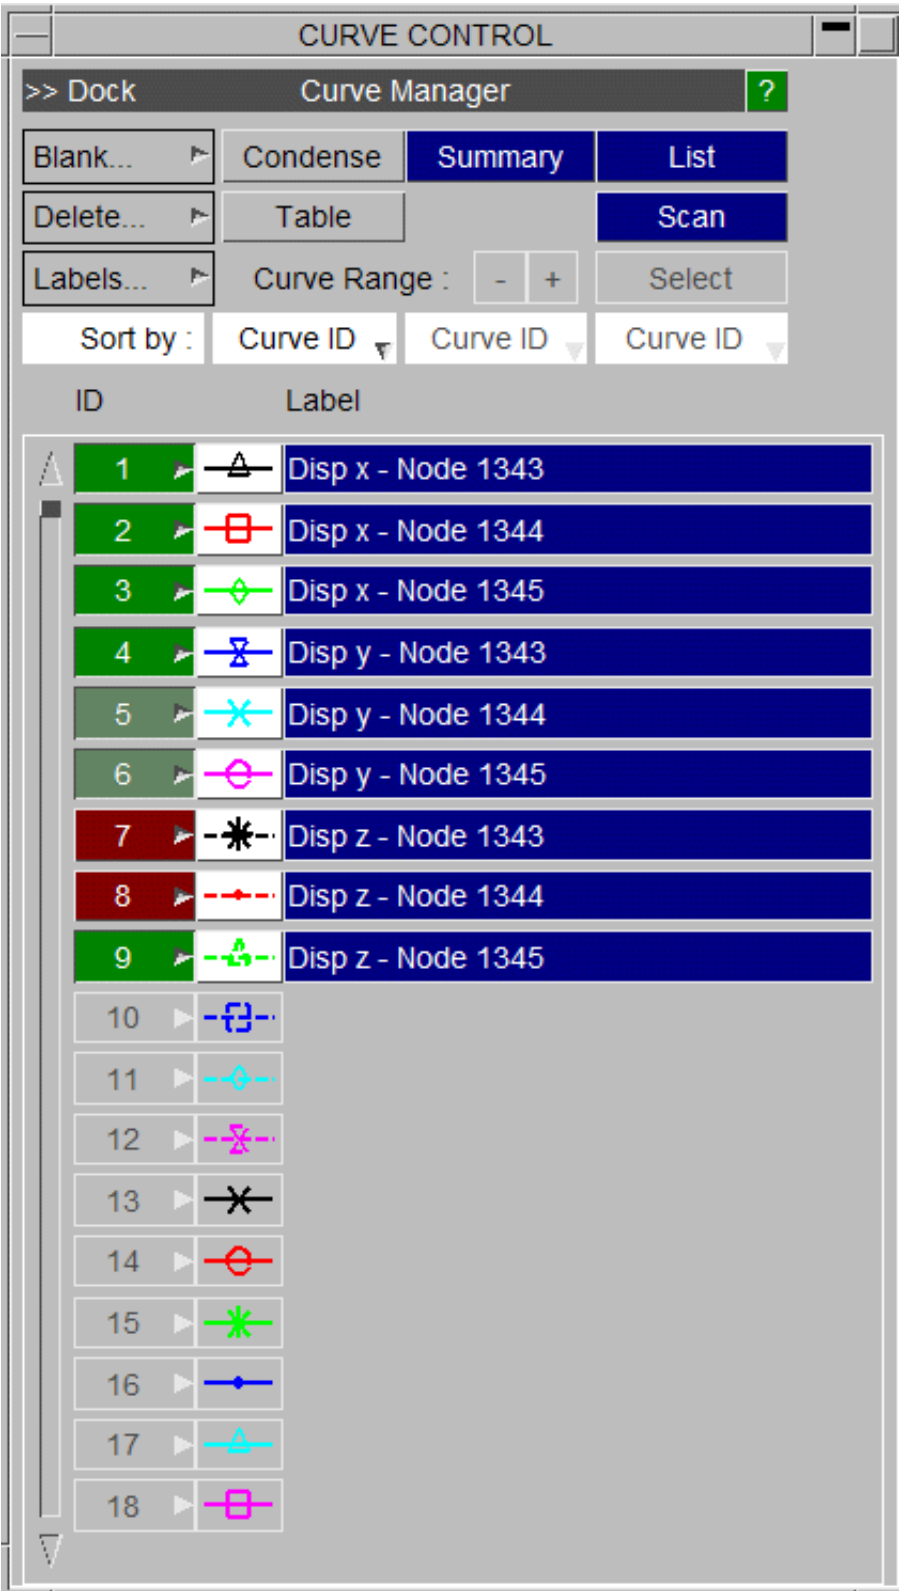 CURVE CONTROL
>> Dock Curve Manager ?
Blank... Condense Summary List
Delete... Table Scan
Labels... Curve Range : - + Select
Sort by : Curve ID Curve ID Curve ID
ID Label
1 Disp x - Node 1343
2 Disp x - Node 1344
3 Disp x - Node 1345
4 Disp y - Node 1343
5 Disp y - Node 1344
6 Disp y - Node 1345
7 Disp z - Node 1343
8 Disp z - Node 1344
9 Disp z - Node 1345
10
11
12
13
14
15
16
17
18